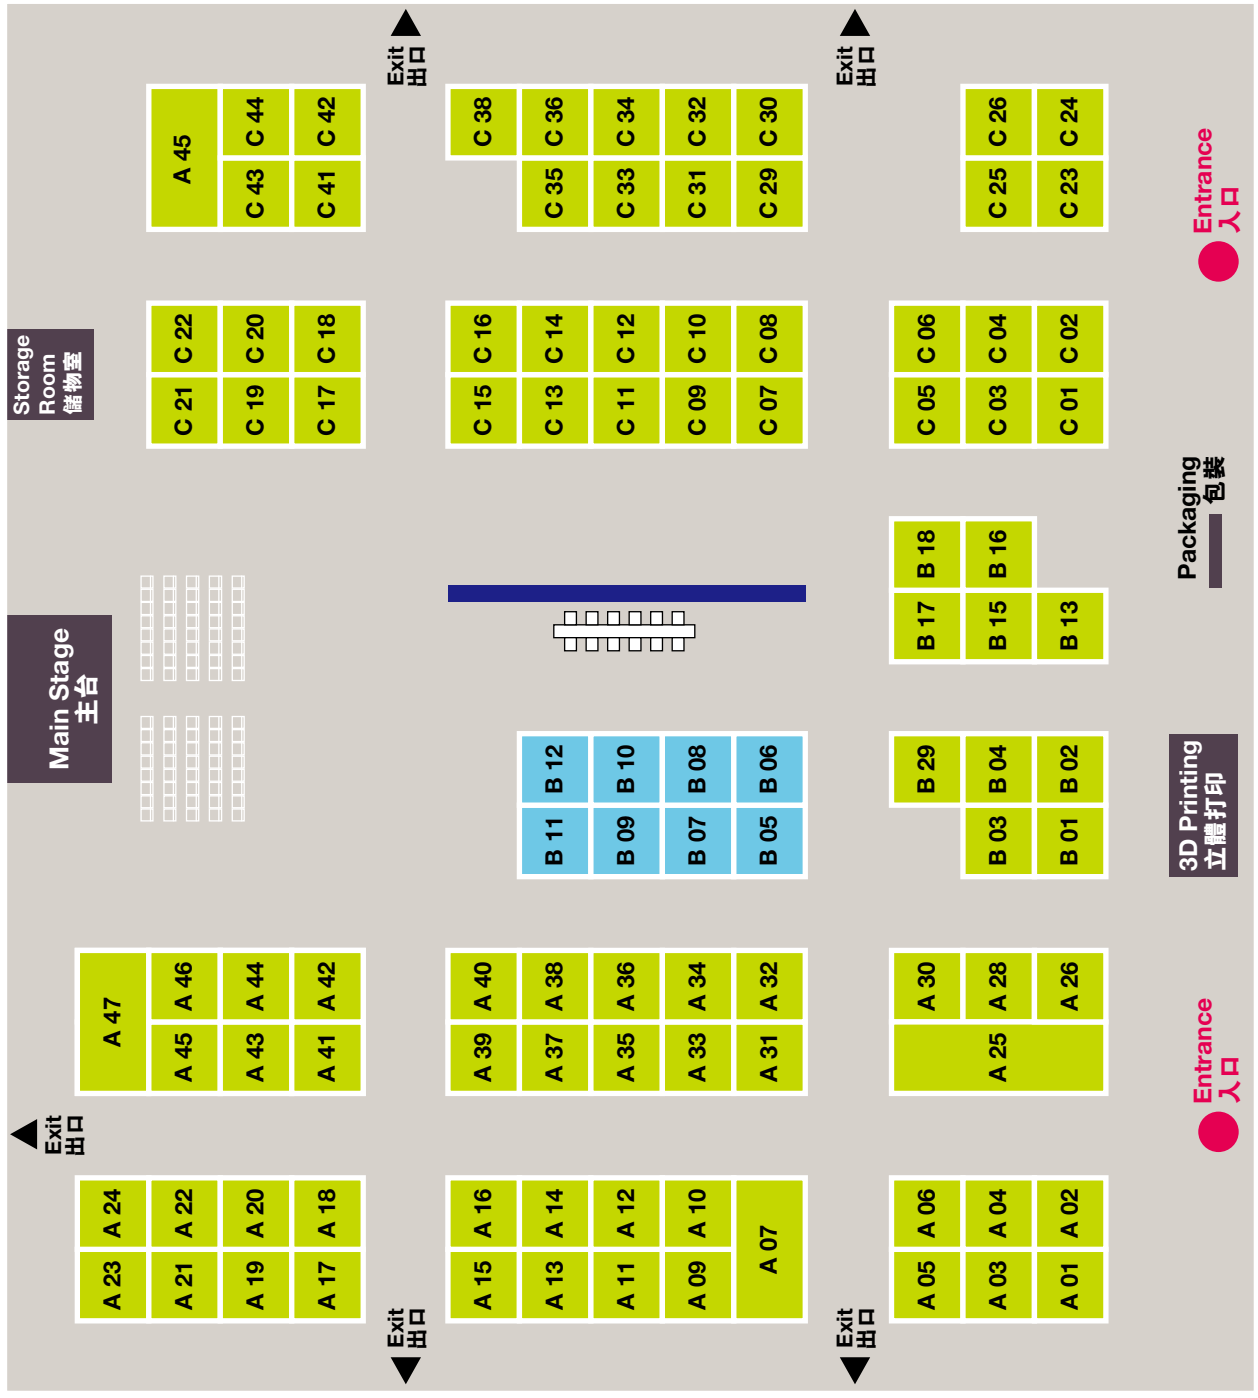 Main Stage
主台
Storage
Room
儲物室
Exit
出口
A 23
A 24
A 21
A 22
A 19
A 20
A 17
A 18
A 47
A 45
A 46
A 43
A 44
A 41
A 42
C 21
C 22
C 19
C 20
C 17
C 18
A 45
C 43
C 44
C 41
C 42
Exit
出口
Exit
出口
A 15
A 16
A 13
A 14
A 11
A 12
A 09
A 10
A 07
A 39
A 40
A 37
A 38
A 35
A 36
A 33
A 34
A 31
A 32
B 11
B 12
B 09
B 10
B 07
B 08
B 05
B 06
C 15
C 16
C 13
C 14
C 11
C 12
C 09
C 10
C 07
C 08
C 38
C 35
C 36
C 33
C 34
C 31
C 32
C 29
C 30
Exit
出口
Exit
出口
A 05
A 06
A 03
A 04
A 01
A 02
A 25
A 30
A 28
A 26
B 29
B 03
B 04
B 01
B 02
B 17
B 18
B 15
B 16
B 13
C 05
C 06
C 03
C 04
C 01
C 02
C 25
C 26
C 23
C 24
Entrance
入口
3D Printing
立體打印
Packaging
包裝
Entrance
入口